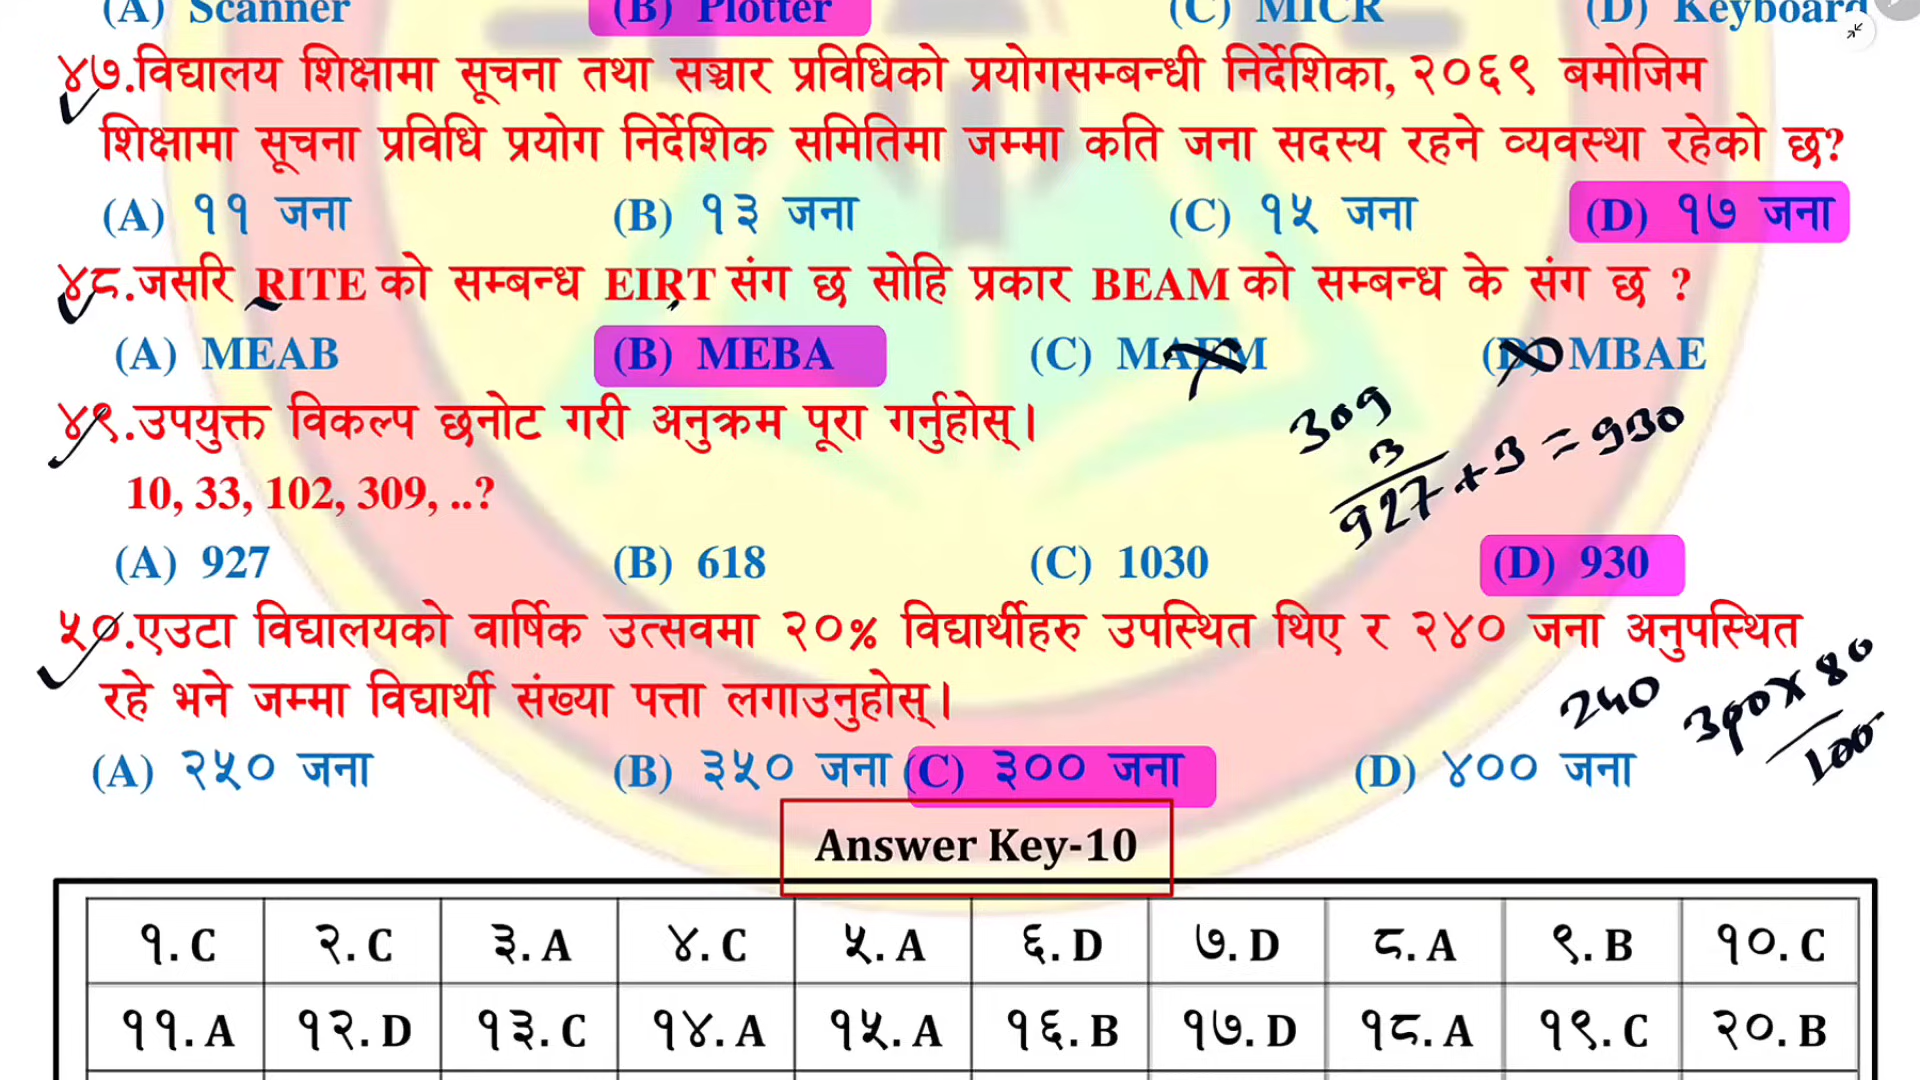 (A) Scanner (B) Plotter (C) MICR (D) Keyboard
४७.विद्यालय शिक्षामा सूचना तथा सञ्चार प्रविधिको प्रयोगसम्बन्धी निर्देशिका, २०६९ बमोजिम
शिक्षामा सूचना प्रविधि प्रयोग निर्देशिक समितिमा जम्मा कति जना सदस्य रहने व्यवस्था रहेको छ?
(A) ११ जना (B) १३ जना (C) १५ जना (D) १७ जना
४८.जसरि RITE को सम्बन्ध EIRT संग छ सोहि प्रकार BEAM को सम्बन्ध के संग छ ?
(A) MEAB (B) MEBA (C) MAEM (D) MBAE
४९.उपयुक्त विकल्प छनोट गरी अनुक्रम पूरा गर्नुहोस्।
309
3
927 + 3 = 930
10, 33, 102, 309, ..?
(A) 927 (B) 618 (C) 1030 (D) 930
५०.एउटा विद्यालयको वार्षिक उत्सवमा २०% विद्यार्थीहरु उपस्थित थिए र २४० जना अनुपस्थित
रहे भने जम्मा विद्यार्थी संख्या पत्ता लगाउनुहोस्।
240 300 x 80
100
(A) २५० जना (B) ३५० जना (C) ३०० जना (D) ४०० जना
Answer Key-10
१. C २. C ३. A ४. C ५. A ६. D ७. D ८. A ९. B १०. C
११. A १२. D १३. C १४. A १५. A १६. B १७. D १८. A १९. C २०. B